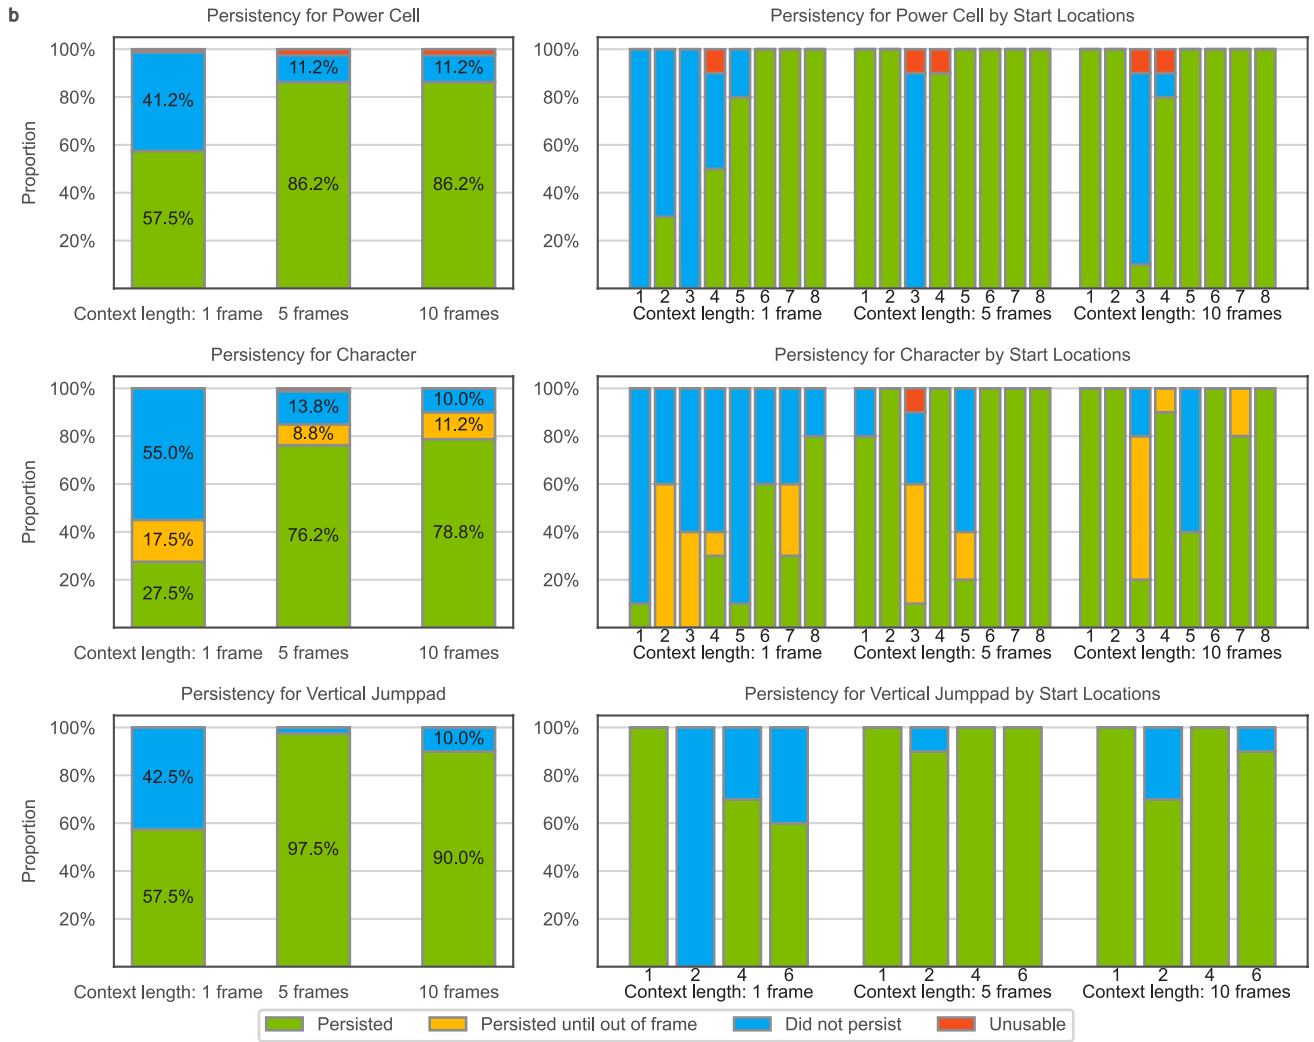 b
Persistency for Power Cell
100%
80%
60%
40%
20%
Proportion
41.2%
57.5%
11.2%
86.2%
11.2%
86.2%
Context length: 1 frame 5 frames 10 frames
Persistency for Power Cell by Start Locations
100%
80%
60%
40%
20%
1 2 3 4 5 6 7 8 1 2 3 4 5 6 7 8 1 2 3 4 5 6 7 8
Context length: 1 frame Context length: 5 frames Context length: 10 frames
Persistency for Character
100%
80%
60%
40%
20%
Proportion
55.0%
17.5%
27.5%
13.8%
8.8%
76.2%
10.0%
11.2%
78.8%
Context length: 1 frame 5 frames 10 frames
Persistency for Character by Start Locations
100%
80%
60%
40%
20%
1 2 3 4 5 6 7 8 1 2 3 4 5 6 7 8 1 2 3 4 5 6 7 8
Context length: 1 frame Context length: 5 frames Context length: 10 frames
Persistency for Vertical Jumppad
100%
80%
60%
40%
20%
Proportion
42.5%
57.5%
97.5%
10.0%
90.0%
Context length: 1 frame 5 frames 10 frames
Persistency for Vertical Jumppad by Start Locations
100%
80%
60%
40%
20%
1 2 4 6 1 2 4 6 1 2 4 6
Context length: 1 frame Context length: 5 frames Context length: 10 frames
Persisted Persisted until out of frame Did not persist Unusable